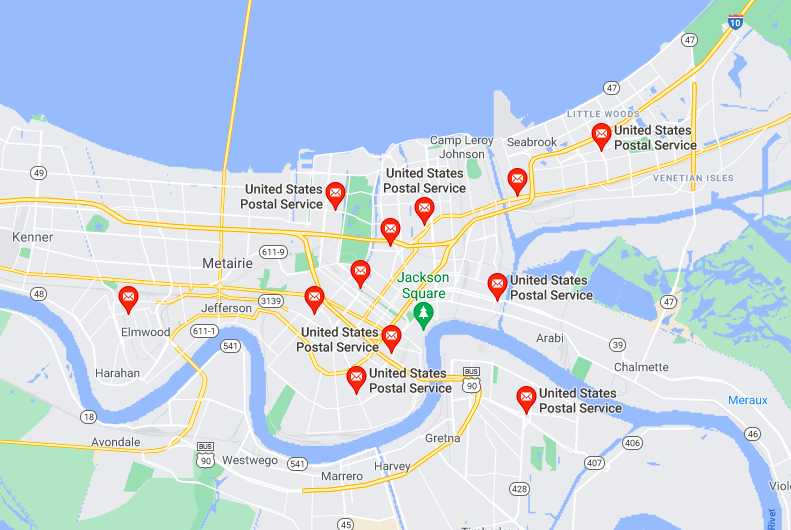 10
47
47
LITTLE WOODS
Camp Leroy
Johnson
Seabrook
United States
Postal Service
49
United States
Postal Service
United States
Postal Service
VENETIAN ISLES
Kenner
611-9
Metairie
Jackson
Square
United States
Postal Service
48
3139
Jefferson
47
Elmwood
611-1
United States
Postal Service
Arabi
541
39
Harahan
Chalmette
United States
Postal Service
BUS
90
United States
Postal Service
Meraux
18
Avondale
Gretna
46
406
BUS
90
Westwego
541
Harvey
407
Marrero
428
Viole
45
River